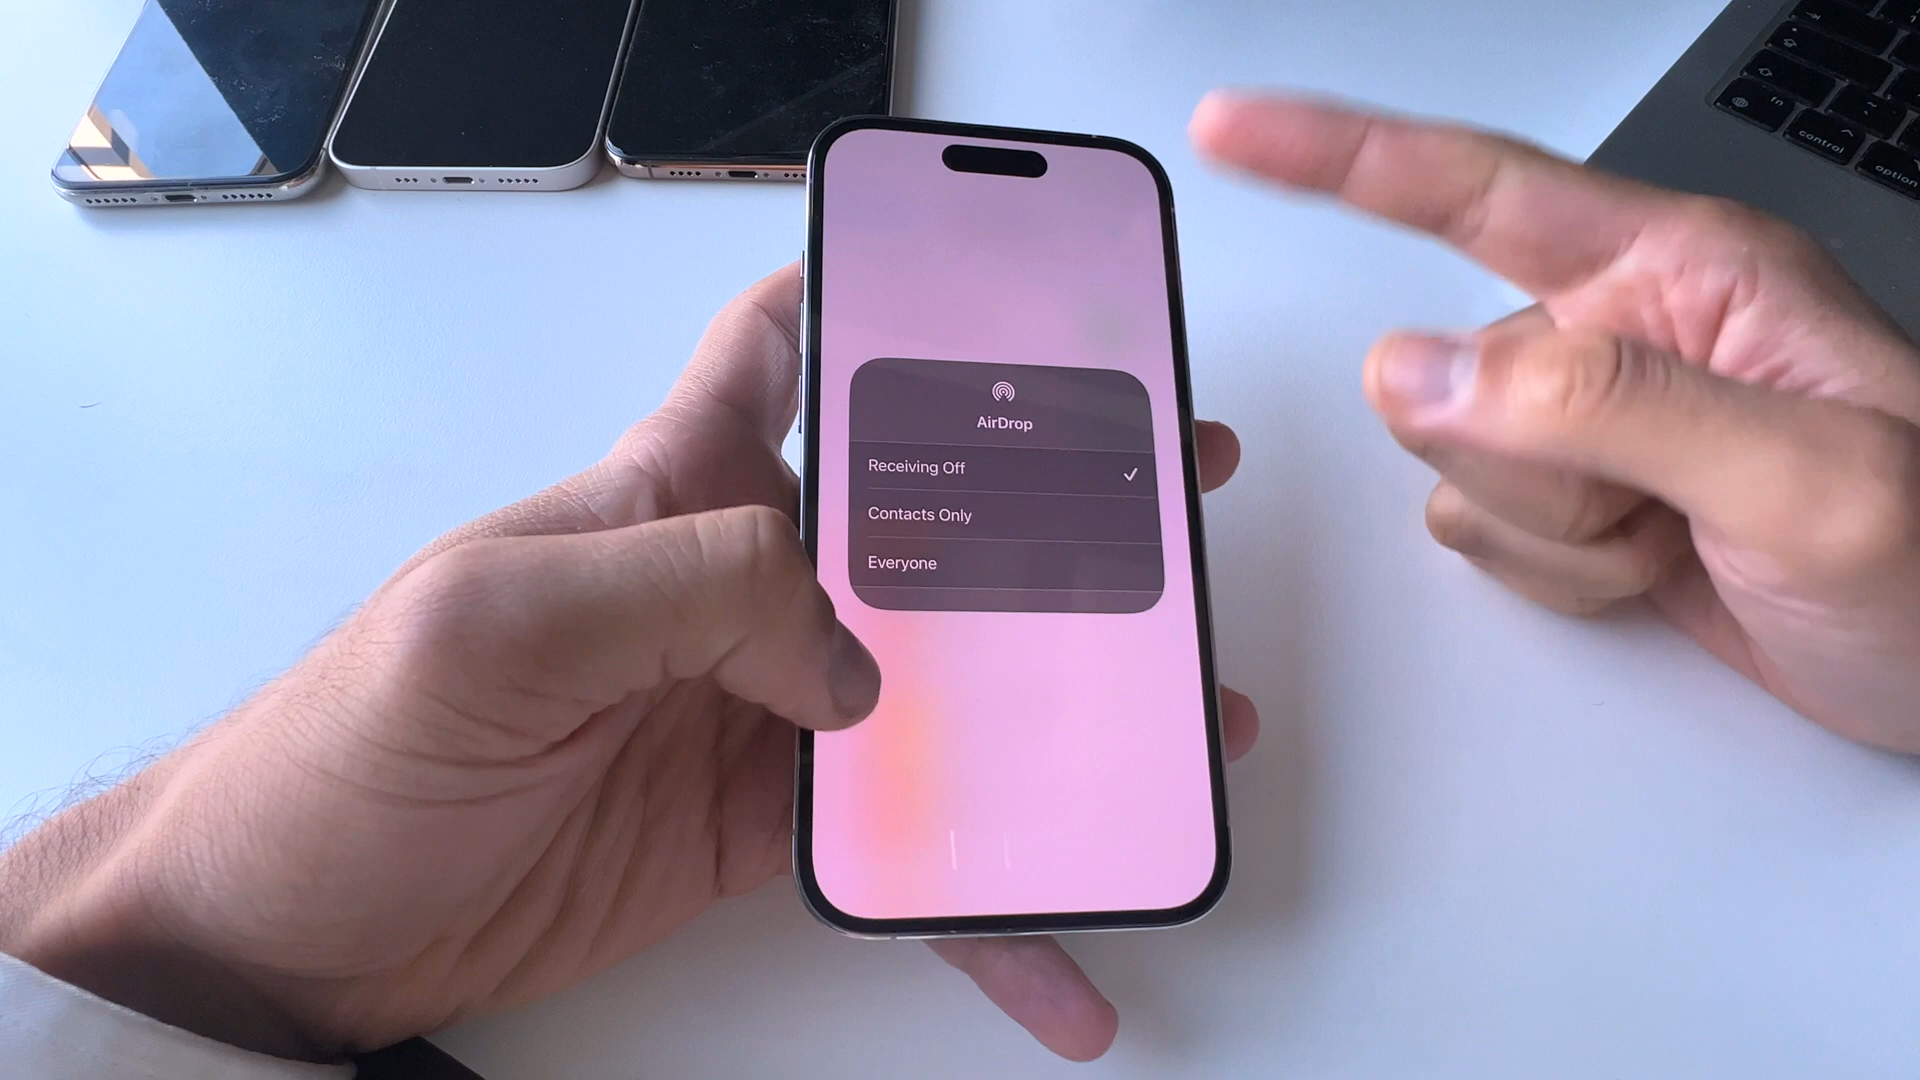 fn
control
option
AirDrop
Receiving Off
Contacts Only
Everyone